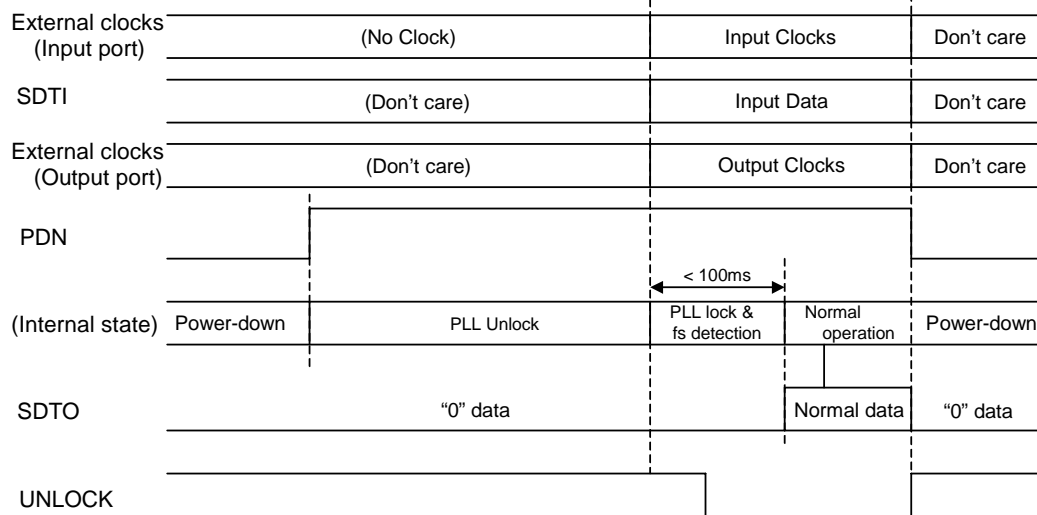 External clocks
(Input port)
(No Clock)
Input Clocks
Don’t care
SDTI
(Don’t care)
Input Data
Don’t care
External clocks
(Output port)
(Don’t care)
Output Clocks
Don’t care
PDN
< 100ms
(Internal state)
Power-down
PLL Unlock
PLL lock &
fs detection
Normal
operation
Power-down
SDTO
“0” data
Normal data
“0” data
UNLOCK